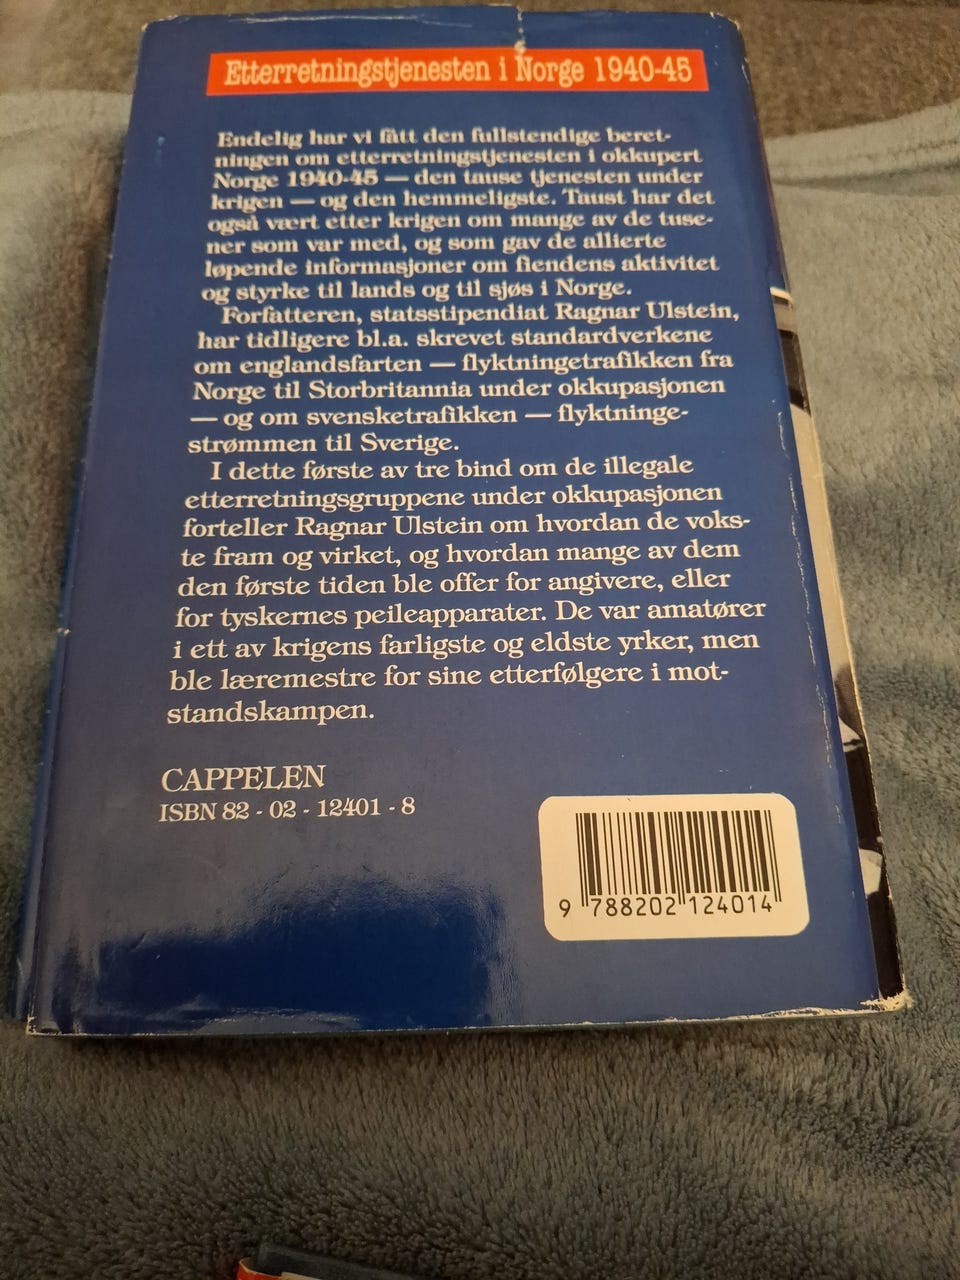 Etterretningstjenesten i Norge 1940-45
Endelig har vi fått den fullstendige beret-
ningen om etterretningstjenesten i okkupert
Norge 1940-45 — den tause tjenesten under
krigen — og den hemmeligste. Taust har det
også vært etter krigen om mange av de tuse-
ner som var med, og som gav de allierte
løpende informasjoner om fiendens aktivitet
og styrke til lands og til sjøs i Norge.
Forfatteren, statsstipendiat Ragnar Ulstein,
har tidligere bl.a. skrevet standardverkene
om englandsfarten — flyktningetrafikken fra
Norge til Storbritannia under okkupasjonen
— og om svensketrafikken — flyktninge-
strømmen til Sverige.
I dette første av tre bind om de illegale
etterretningsgruppene under okkupasjonen
forteller Ragnar Ulstein om hvordan de voks-
te fram og virket, og hvordan mange av dem
den første tiden ble offer for angivere, eller
for tyskernes peileapparater. De var amatører
i ett av krigens farligste og eldste yrker, men
ble læremestre for sine etterfølgere i mot-
standskampen.
CAPPELEN
ISBN 82 - 02 - 12401 - 8
9 788202 124014